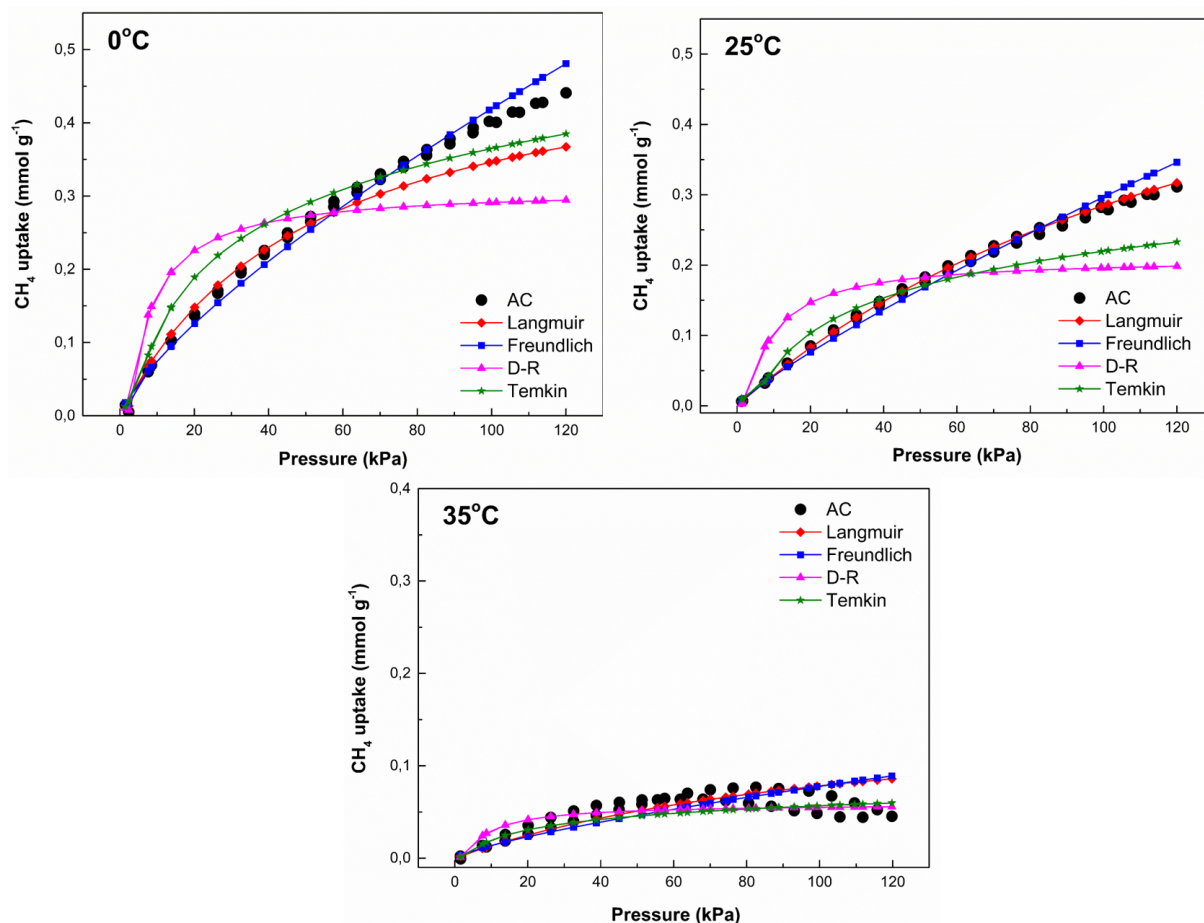 0°C
CH₄ uptake (mmol g⁻¹)
0,5
0,4
0,3
0,2
0,1
0,0
AC
Langmuir
Freundlich
D-R
Temkin
0 20 40 60 80 100 120
Pressure (kPa)
25°C
CH₄ uptake (mmol g⁻¹)
0,5
0,4
0,3
0,2
0,1
0,0
AC
Langmuir
Freundlich
D-R
Temkin
0 20 40 60 80 100 120
Pressure (kPa)
35°C
CH₄ uptake (mmol g⁻¹)
0,4
0,3
0,2
0,1
0,0
AC
Langmuir
Freundlich
D-R
Temkin
0 20 40 60 80 100 120
Pressure (kPa)